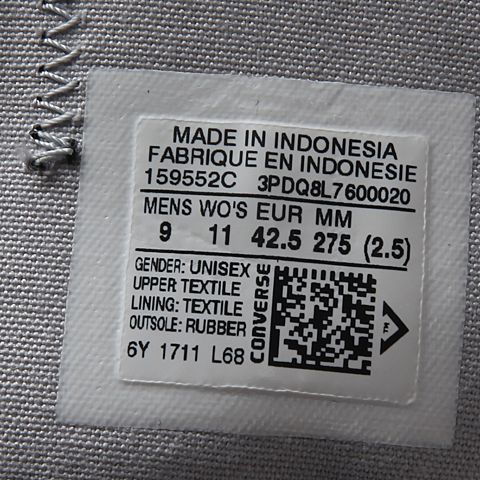 MADE IN INDONESIA
FABRIQUE EN INDONESIE
159552C 3PDQ8L7600020
MENS WO'S EUR MM
9 11 42.5 275 (2.5)
GENDER: UNISEX
UPPER TEXTILE
LINING: TEXTILE
OUTSOLE: RUBBER
CONVERSE
F
6Y 1711 L68